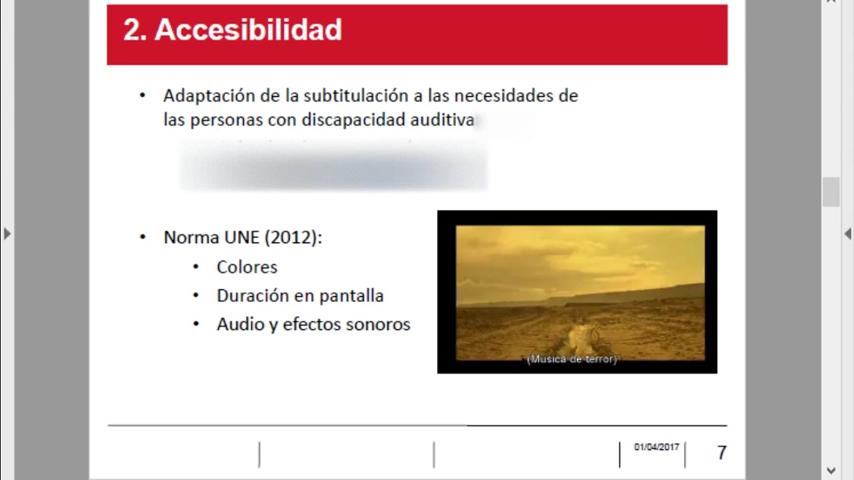 2. Accesibilidad
• Adaptación de la subtitulación a las necesidades de
las personas con discapacidad auditiva
• Norma UNE (2012):
• Colores
• Duración en pantalla
• Audio y efectos sonoros
(Musica de terror)
01/04/2017
7